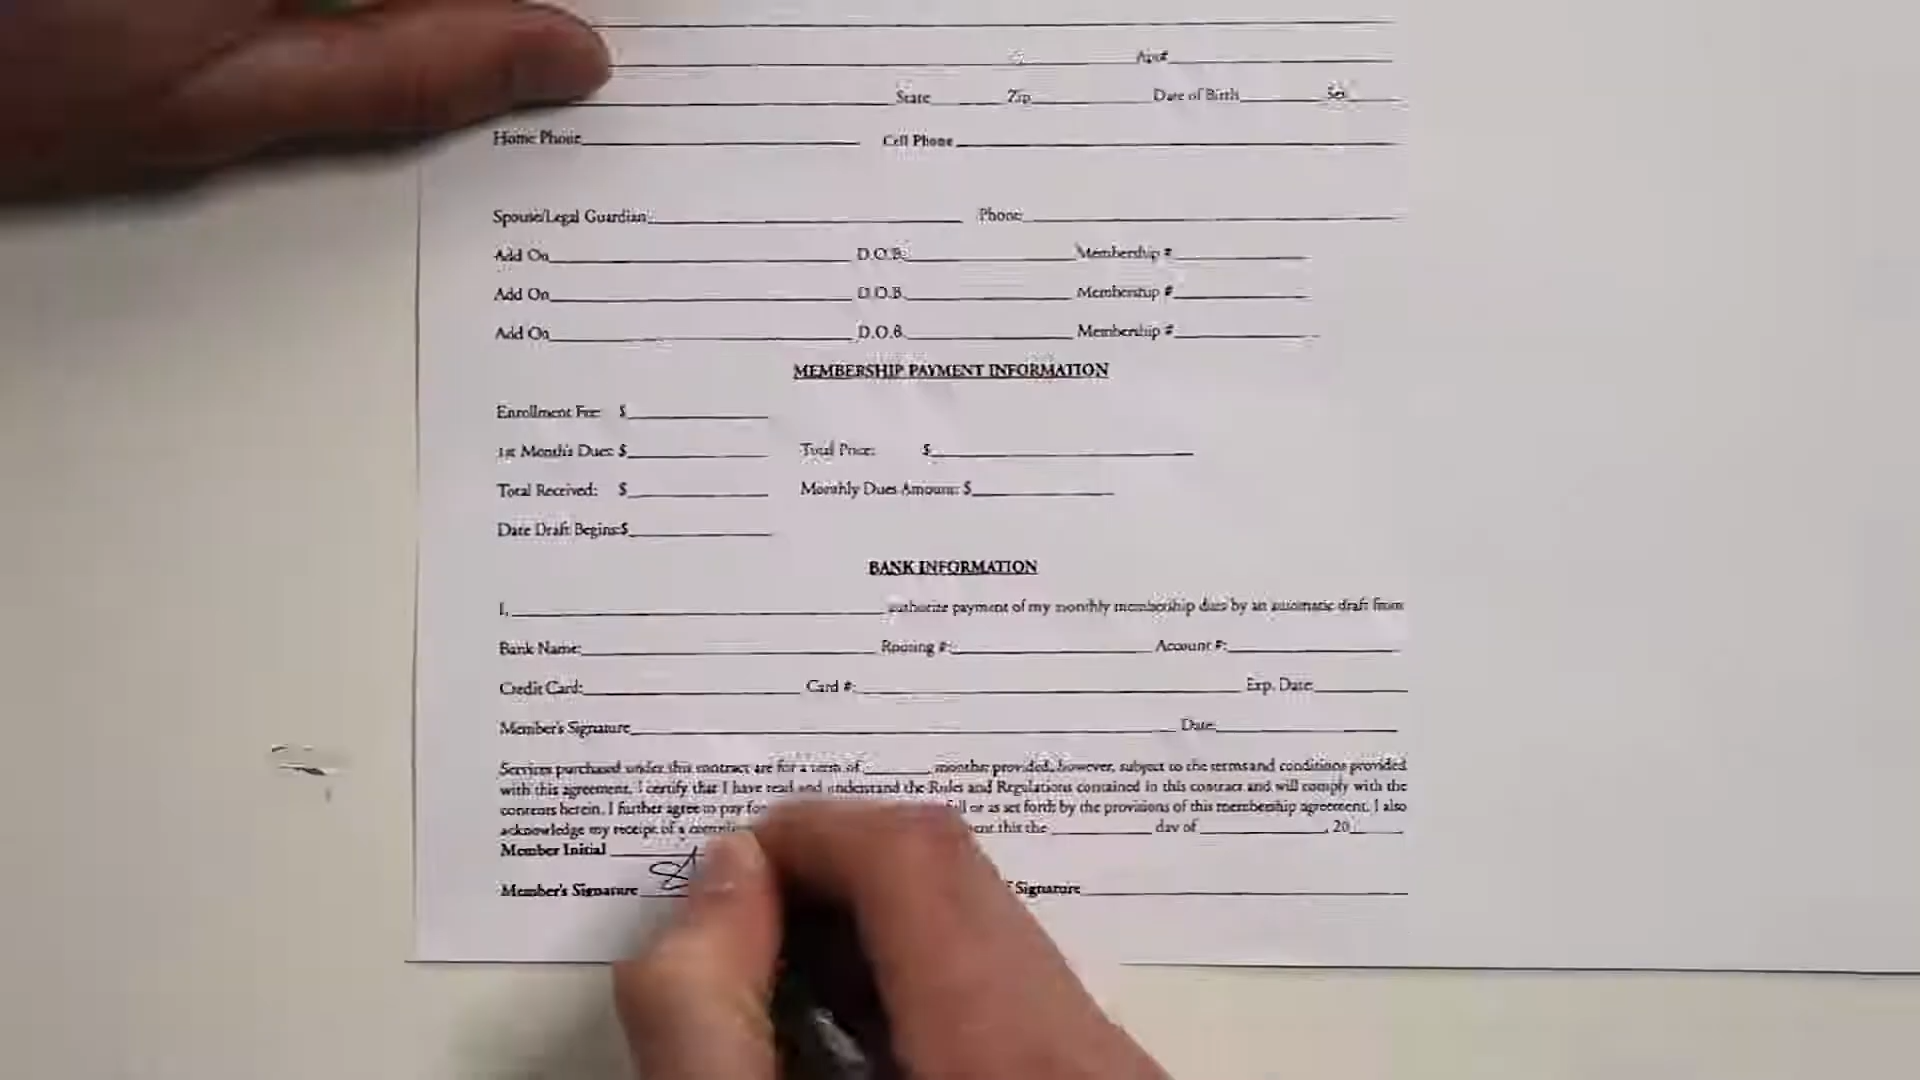 Apt#
State Zip Date of Birth Sex
Home Phone Cell Phone
Spouse/Legal Guardian Phone
Add On D.O.B. Membership #
Add On D.O.B. Membership #
Add On D.O.B. Membership #
MEMBERSHIP PAYMENT INFORMATION
Enrollment Fee: $
1st Month's Dues: $ Total Price: $
Total Received: $ Monthly Dues Amount: $
Date Draft Begins:$
BANK INFORMATION
I, authorize payment of my monthly membership dues by an automatic draft from
Bank Name: Routing #: Account #:
Credit Card: Card #: Exp. Date
Member's Signature Date
Services purchased under this contract are for a term of months; provided, however, subject to the terms and conditions provided
with this agreement. I certify that I have read and understand the Rules and Regulations contained in this contract and will comply with the
contents herein. I further agree to pay or as set forth by the provisions of this membership agreement. I also
acknowledge my receipt of a this the day of , 20
Member Initial
Member's Signature Signature